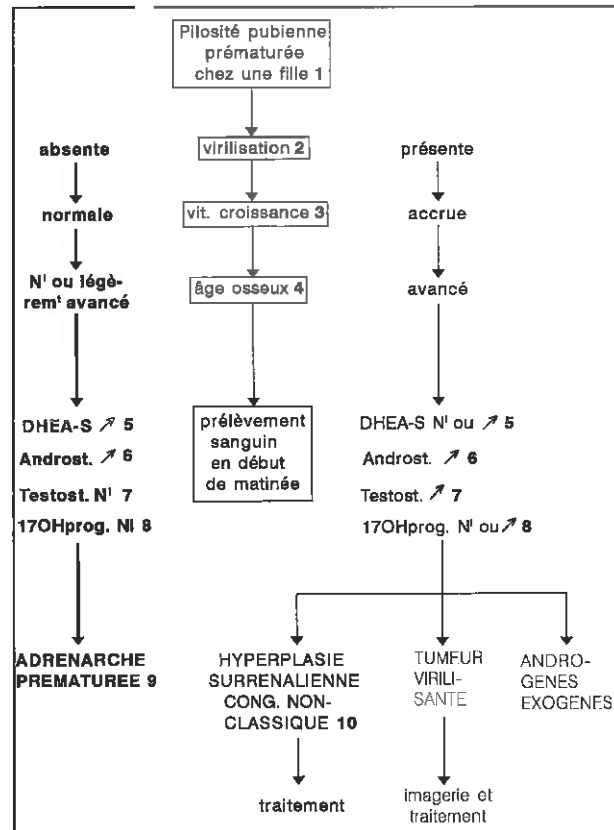 Pilosité pubienne
prématurée
chez une fille 1
absente
virilisation 2
présente
normale
vit. croissance 3
accrue
Nˡ ou légè-
remᵗ avancé
âge osseux 4
avancé
DHEA-S ↗ 5
Androst. ↗ 6
Testost. Nˡ 7
17OHprog. Nl 8
prélèvement
sanguin
en début
de matinée
DHEA-S Nˡ ou ↗ 5
Androst. ↗ 6
Testost. ↗ 7
17OHprog. Nˡ ou ↗ 8
ADRENARCHE
PREMATUREE 9
HYPERPLASIE
SURRENALIENNE
CONG. NON-
CLASSIQUE 10
TUMEUR
VIRILI-
SANTE
ANDRO-
GENES
EXOGENES
traitement
imagerie et
traitement